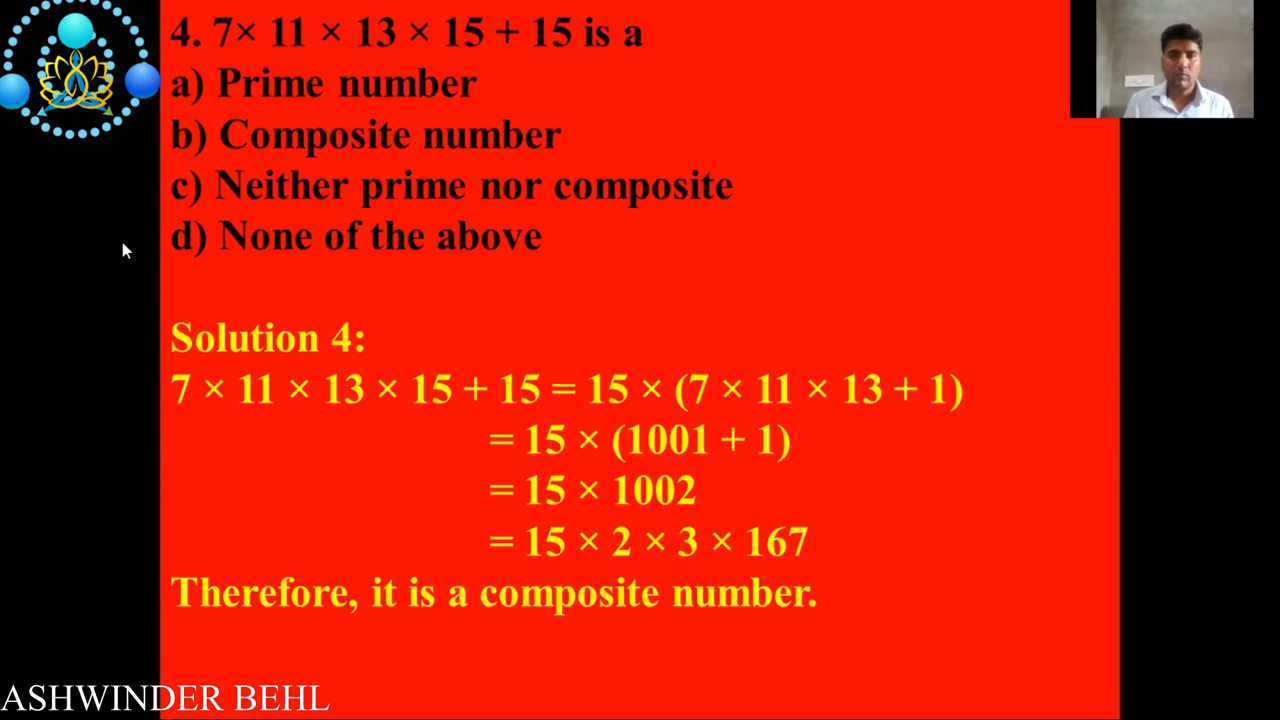 4. 7× 11 × 13 × 15 + 15 is a
a) Prime number
b) Composite number
c) Neither prime nor composite
d) None of the above
Solution 4:
7 × 11 × 13 × 15 + 15 = 15 × (7 × 11 × 13 + 1)
= 15 × (1001 + 1)
= 15 × 1002
= 15 × 2 × 3 × 167
Therefore, it is a composite number.
ASHWINDER BEHL